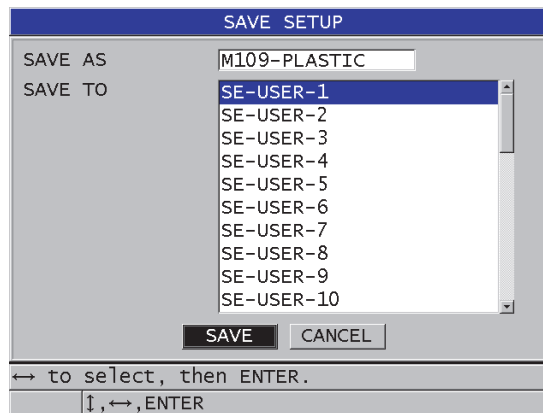 SAVE SETUP
SAVE AS M109-PLASTIC
SAVE TO
SE-USER-1
SE-USER-2
SE-USER-3
SE-USER-4
SE-USER-5
SE-USER-6
SE-USER-7
SE-USER-8
SE-USER-9
SE-USER-10
SAVE CANCEL
↔ to select, then ENTER.
↕,↔,ENTER